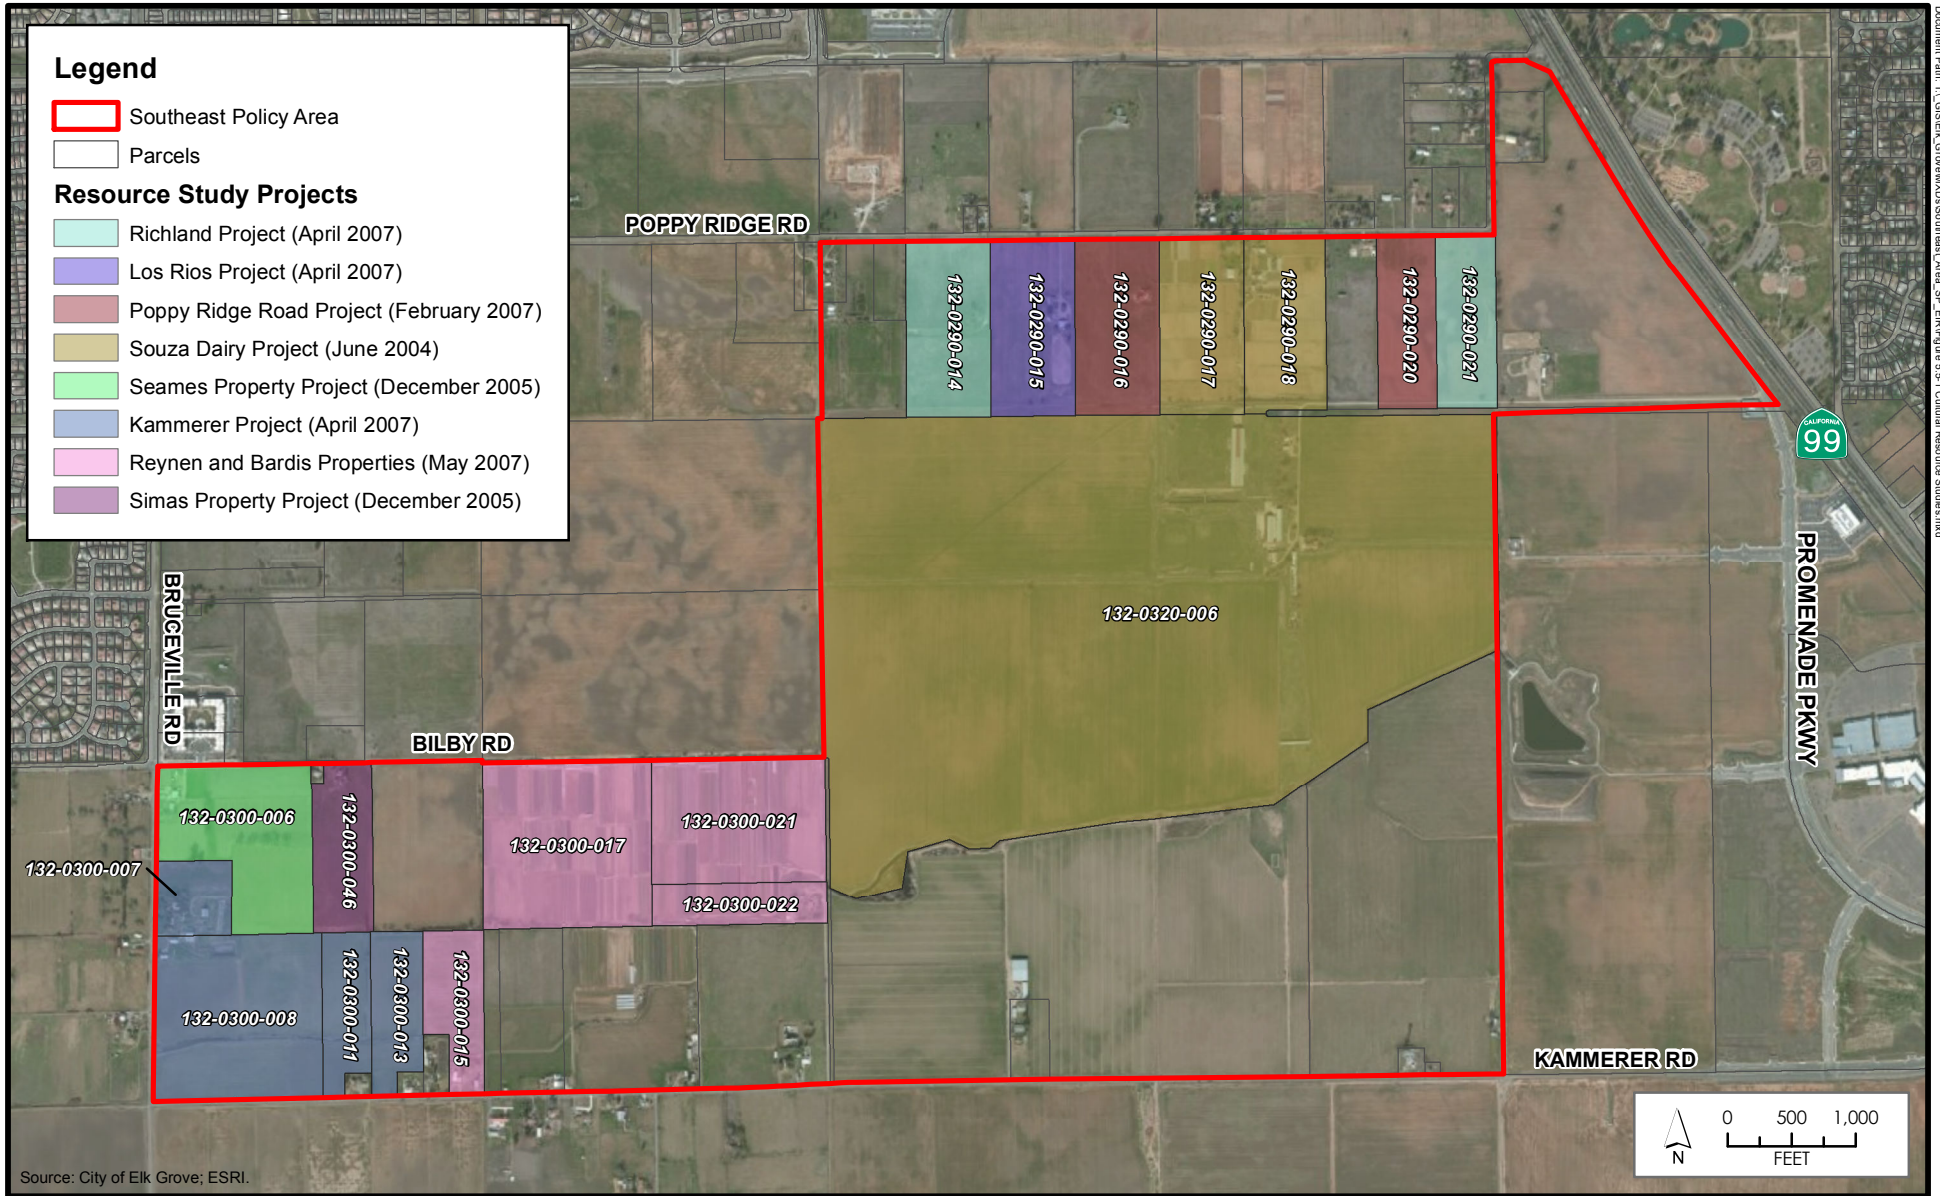 Legend
Southeast Policy Area
Parcels
Resource Study Projects
Richland Project (April 2007)
Los Rios Project (April 2007)
Poppy Ridge Road Project (February 2007)
Souza Dairy Project (June 2004)
Seames Property Project (December 2005)
Kammerer Project (April 2007)
Reynen and Bardis Properties (May 2007)
Simas Property Project (December 2005)
POPPY RIDGE RD
132-0290-014
132-0290-015
132-0290-016
132-0290-017
132-0290-018
132-0290-020
132-0290-021
CALIFORNIA
99
PROMENADE PKWY
132-0320-006
BRUCEVILLE RD
BILBY RD
132-0300-006
132-0300-007
132-0300-046
132-0300-017
132-0300-021
132-0300-022
132-0300-008
132-0300-011
132-0300-013
132-0300-015
KAMMERER RD
N
0 500 1,000
FEET
Source: City of Elk Grove; ESRI.